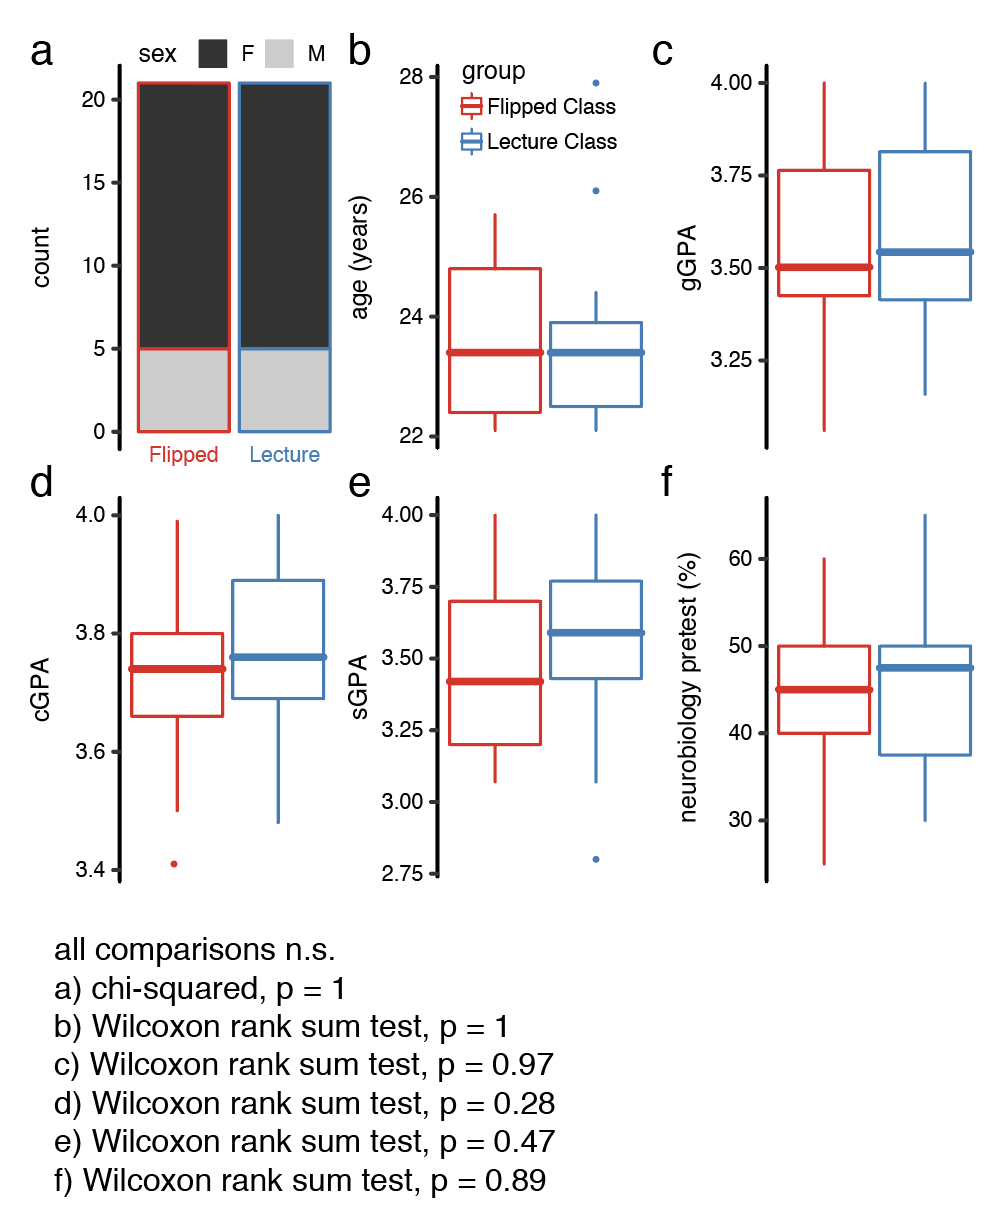 a
sex F M
20
15
10
5
0
count
Flipped Lecture
b
group
Flipped Class
Lecture Class
28
26
24
22
age (years)
c
4.00
3.75
3.50
3.25
gGPA
d
4.0
3.8
3.6
3.4
cGPA
e
4.00
3.75
3.50
3.25
3.00
2.75
sGPA
f
60
50
40
30
neurobiology pretest (%)
all comparisons n.s.
a) chi-squared, p = 1
b) Wilcoxon rank sum test, p = 1
c) Wilcoxon rank sum test, p = 0.97
d) Wilcoxon rank sum test, p = 0.28
e) Wilcoxon rank sum test, p = 0.47
f) Wilcoxon rank sum test, p = 0.89